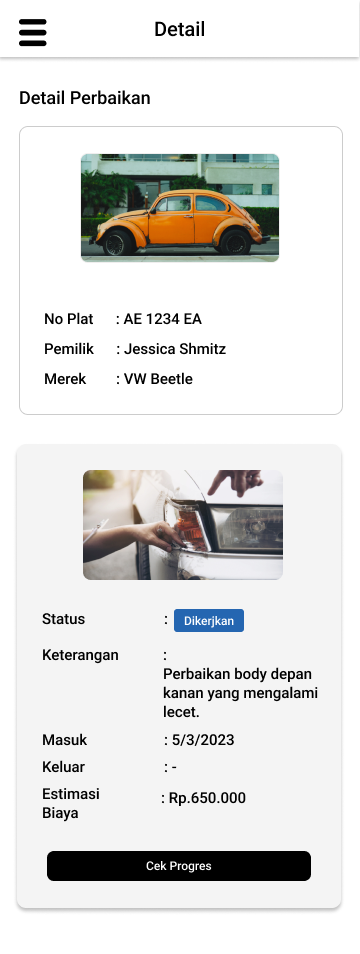 Detail
Detail Perbaikan
No Plat : AE 1234 EA
Pemilik : Jessica Shmitz
Merek : VW Beetle
Status : Dikerjkan
Keterangan :
Perbaikan body depan
kanan yang mengalami
lecet.
Masuk : 5/3/2023
Keluar : -
Estimasi
Biaya : Rp.650.000
Cek Progres